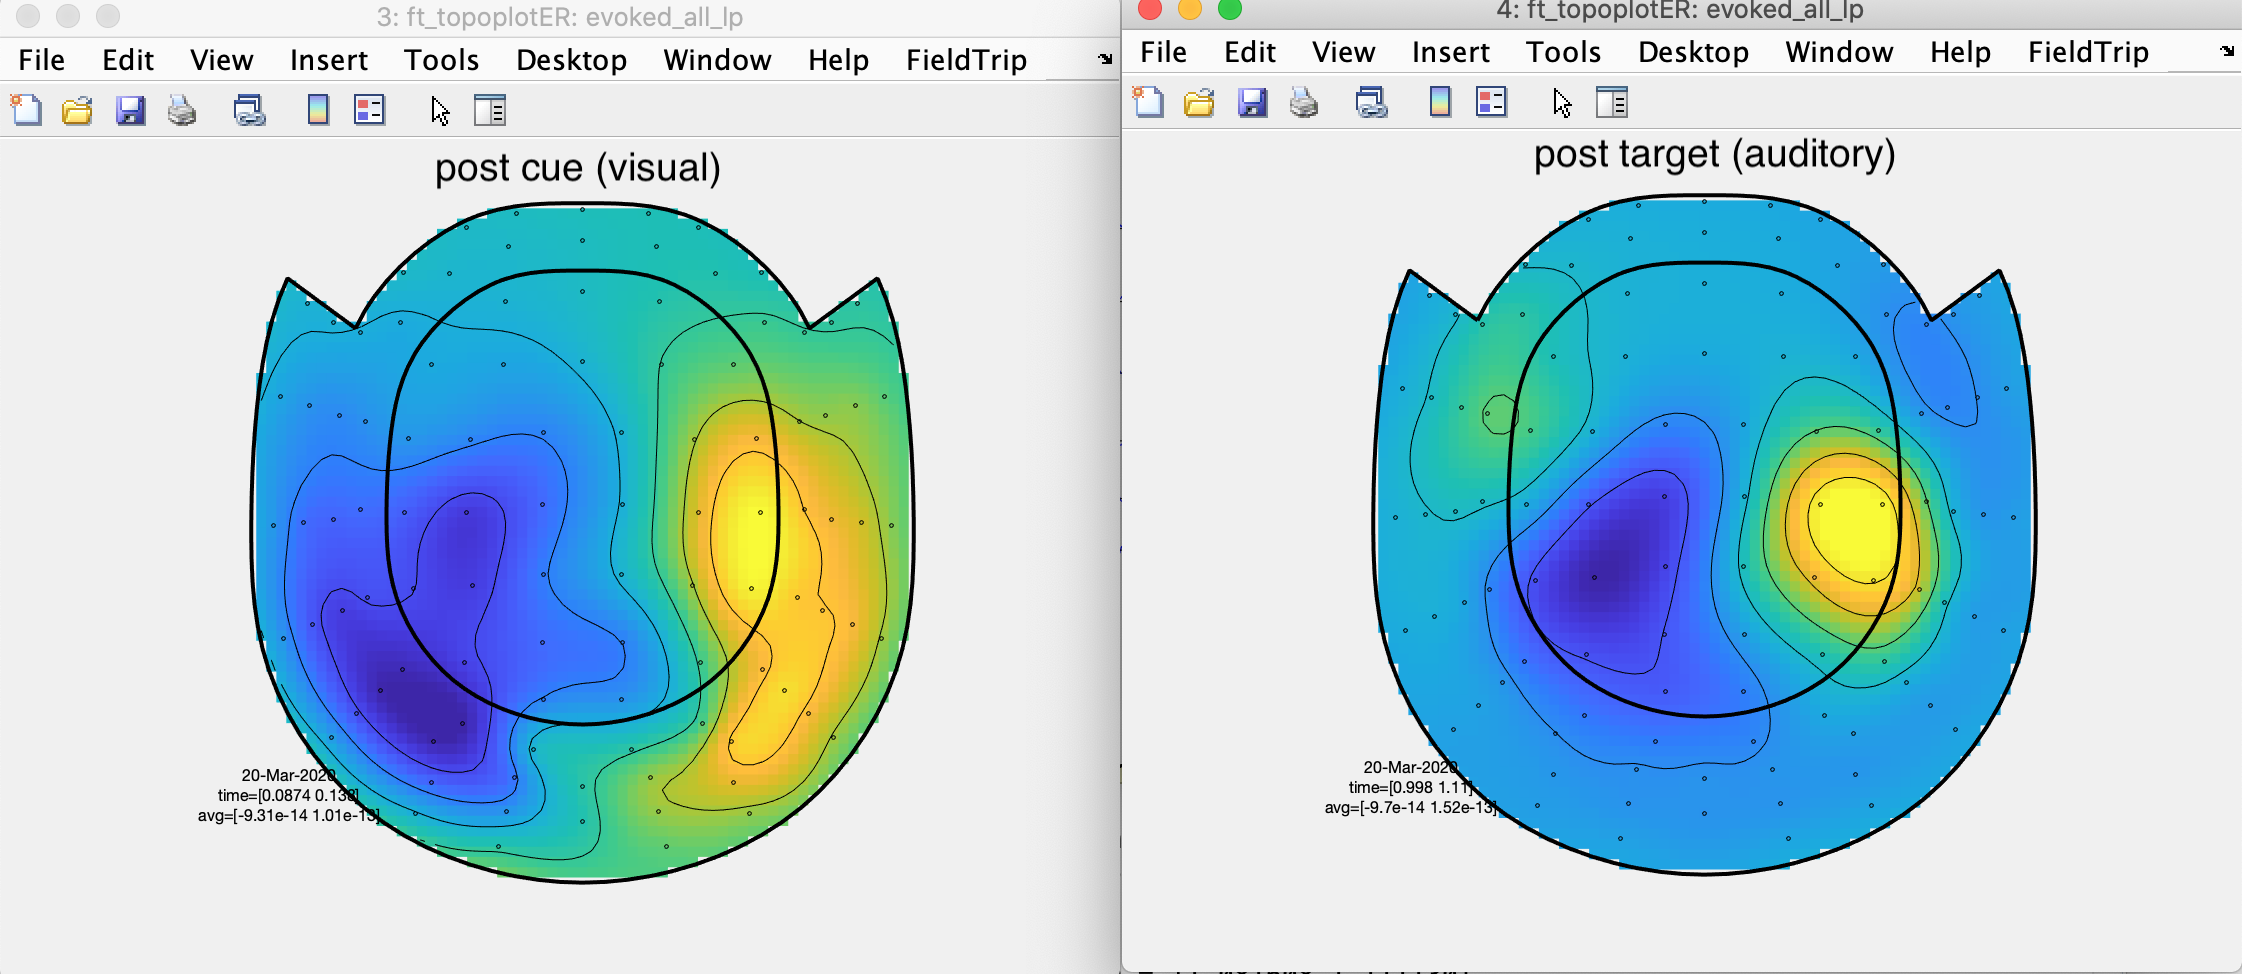 3: ft_topoplotER: evoked_all_lp
File Edit View Insert Tools Desktop Window Help FieldTrip
post cue (visual)
20-Mar-2020
time=[0.0874 0.138]
avg=[-9.31e-14 1.01e-13]
4: ft_topoplotER: evoked_all_lp
File Edit View Insert Tools Desktop Window Help FieldTrip
post target (auditory)
20-Mar-2020
time=[0.998 1.11]
avg=[-9.7e-14 1.52e-13]